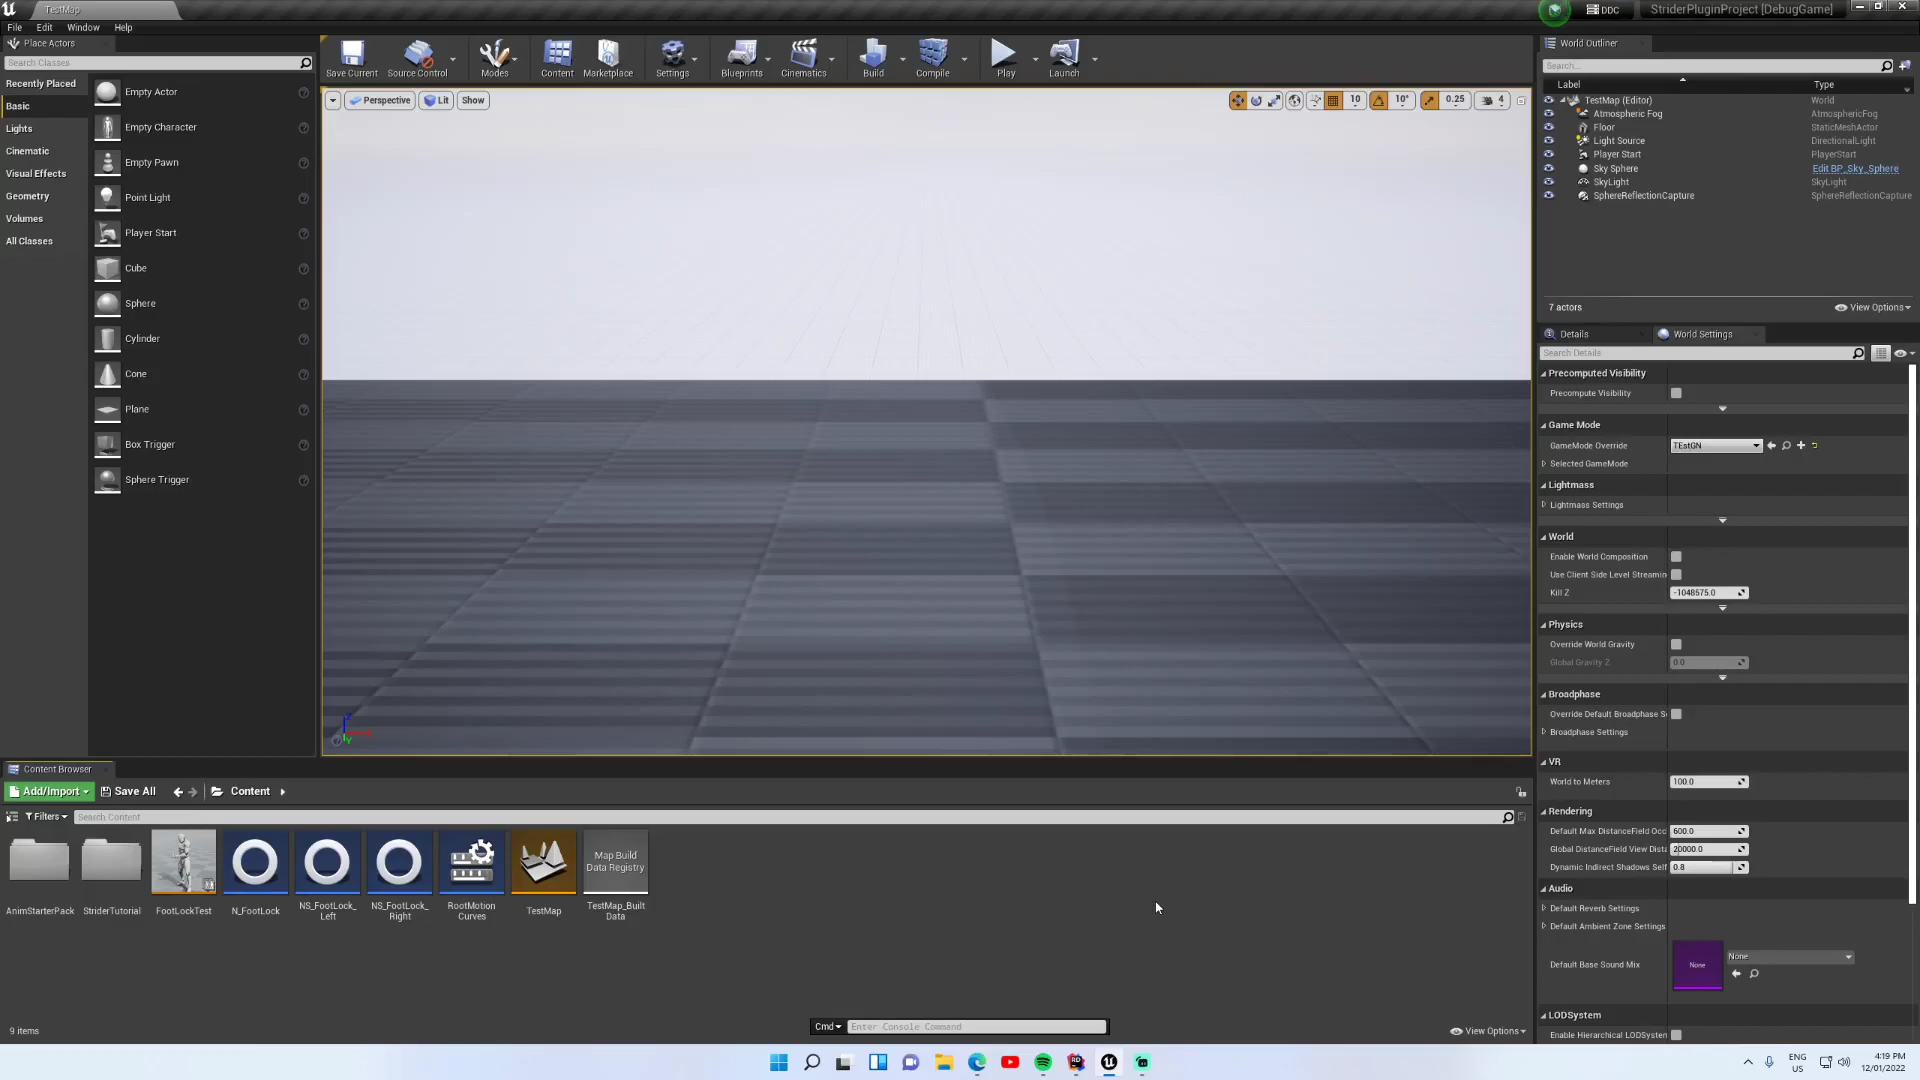 TestMap
DDC
StriderPluginProject [DebugGame]
File
Edit
Window
Help
Place Actors
Search Classes
Recently Placed
Basic
Lights
Cinematic
Visual Effects
Geometry
Volumes
All Classes
Empty Actor
Empty Character
Empty Pawn
Point Light
Player Start
Cube
Sphere
Cylinder
Cone
Plane
Box Trigger
Sphere Trigger
Save Current
Source Control
Modes
Content
Marketplace
Settings
Blueprints
Cinematics
Build
Compile
Play
Launch
Perspective
Lit
Show
10
10°
0.25
4
World Outliner
Search...
Label
Type
TestMap (Editor)
World
Atmospheric Fog
AtmosphericFog
Floor
StaticMeshActor
Light Source
DirectionalLight
Player Start
PlayerStart
Sky Sphere
Edit BP_Sky_Sphere
SkyLight
SkyLight
SphereReflectionCapture
SphereReflectionCapture
7 actors
View Options
Details
World Settings
Search Details
Precomputed Visibility
Precompute Visibility
Game Mode
GameMode Override
TEstGN
Selected GameMode
Lightmass
Lightmass Settings
World
Enable World Composition
Use Client Side Level Streamin
Kill Z
-1048575.0
Physics
Override World Gravity
Global Gravity Z
0.0
Broadphase
Override Default Broadphase S
Broadphase Settings
VR
World to Meters
100.0
Rendering
Default Max DistanceField Occ
600.0
Global DistanceField View Dista
20000.0
Dynamic Indirect Shadows Self
0.8
Audio
Default Reverb Settings
Default Ambient Zone Settings
Default Base Sound Mix
None
None
LODSystem
Enable Hierarchical LODSystem
Content Browser
Add/Import
Save All
Content
Filters
Search Content
AnimStarterPack
StriderTutorial
FootLockTest
N_FootLock
NS_FootLock_
Left
NS_FootLock_
Right
RootMotion
Curves
TestMap
Map Build
Data Registry
TestMap_Built
Data
9 items
Cmd
Enter Console Command
View Options
Z
Y
RD
ENG
US
4:19 PM
12/01/2022